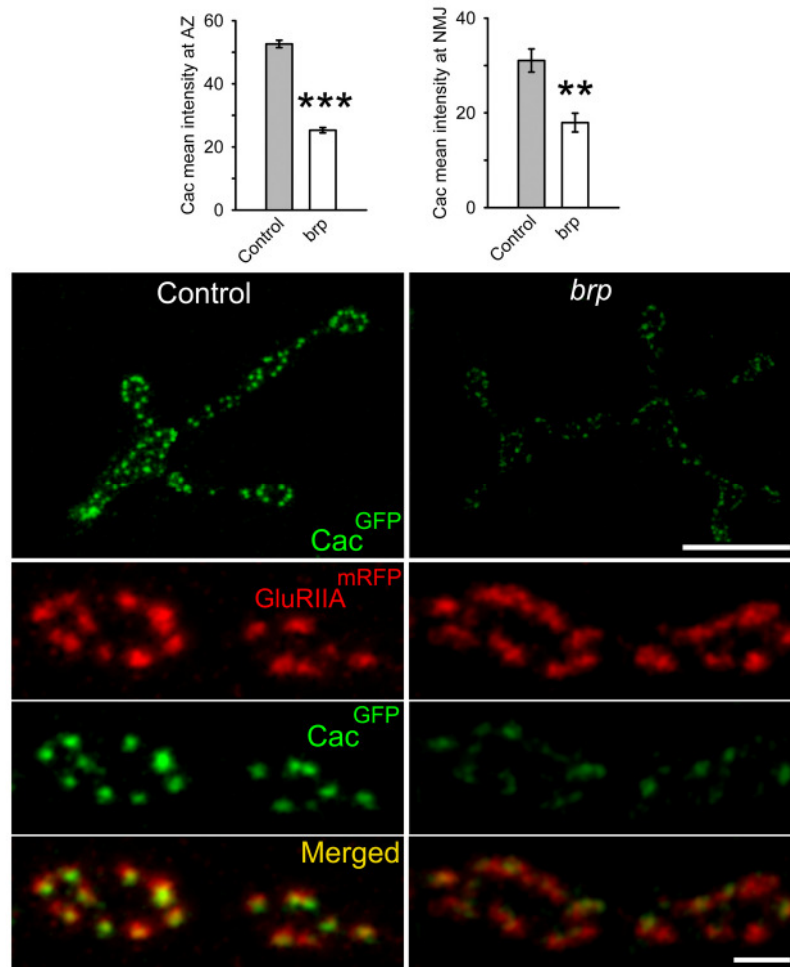 Cac mean intensity at AZ
60
40
20
0
***
Control
brp
Cac mean intensity at NMJ
40
20
0
**
Control
brp
Control
brp
Cac GFP
GluRIIA mRFP
Cac GFP
Merged